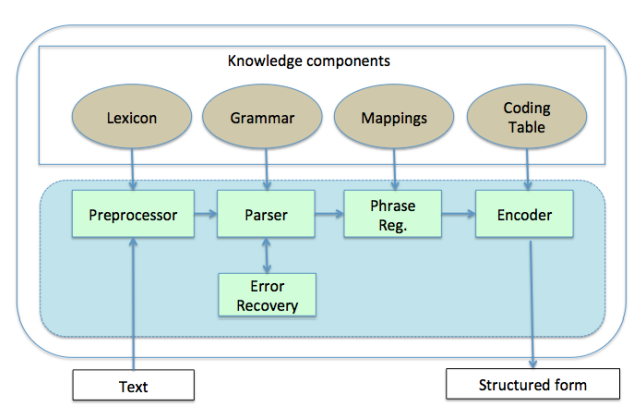 Knowledge components
Lexicon
Grammar
Mappings
Coding
Table
Preprocessor
Parser
Phrase
Reg.
Encoder
Error
Recovery
Text
Structured form